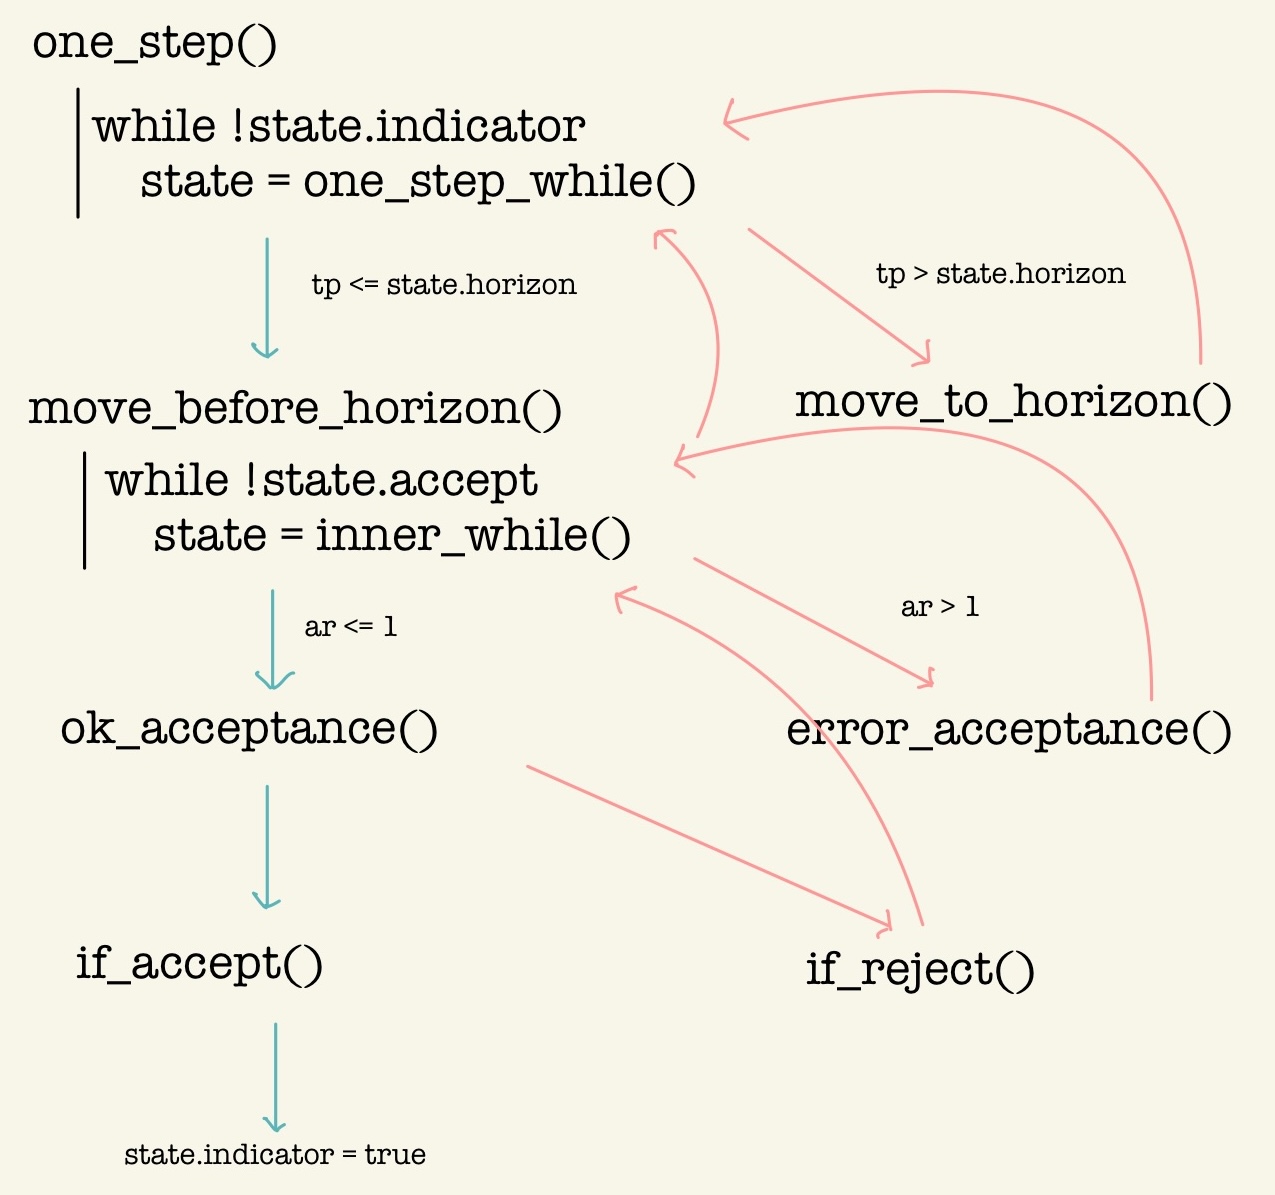 one_step()
while !state.indicator
state = one_step_while()
tp <= state.horizon
tp > state.horizon
move_before_horizon()
move_to_horizon()
while !state.accept
state = inner_while()
ar <= 1
ar > 1
ok_acceptance()
error_acceptance()
if_accept()
if_reject()
state.indicator = true